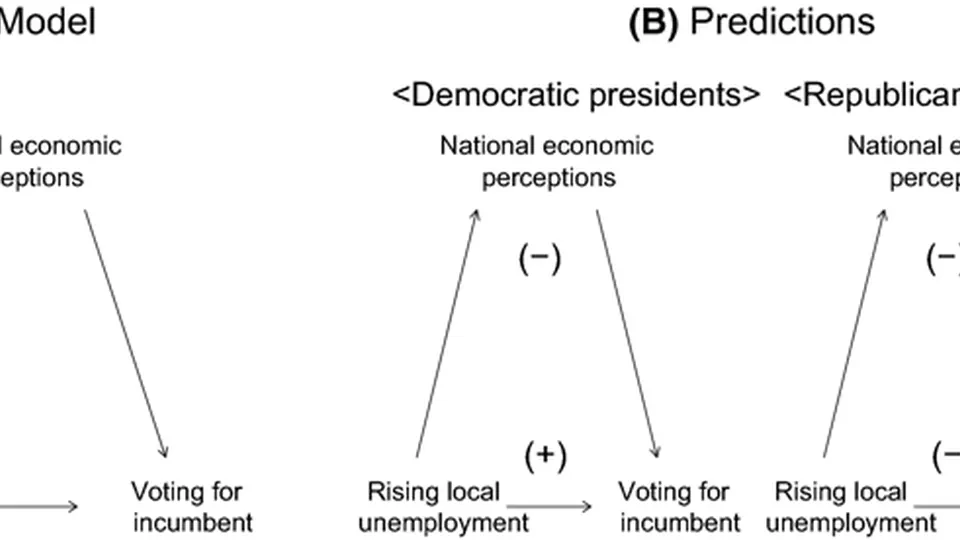 Model
(B) Predictions
<Democratic presidents>
<Republican
l economic
eptions
National economic
perceptions
National e
percep
(−)
(−)
(+)
(−
Voting for
incumbent
Rising local
unemployment
Voting for
incumbent
Rising local
unemployment